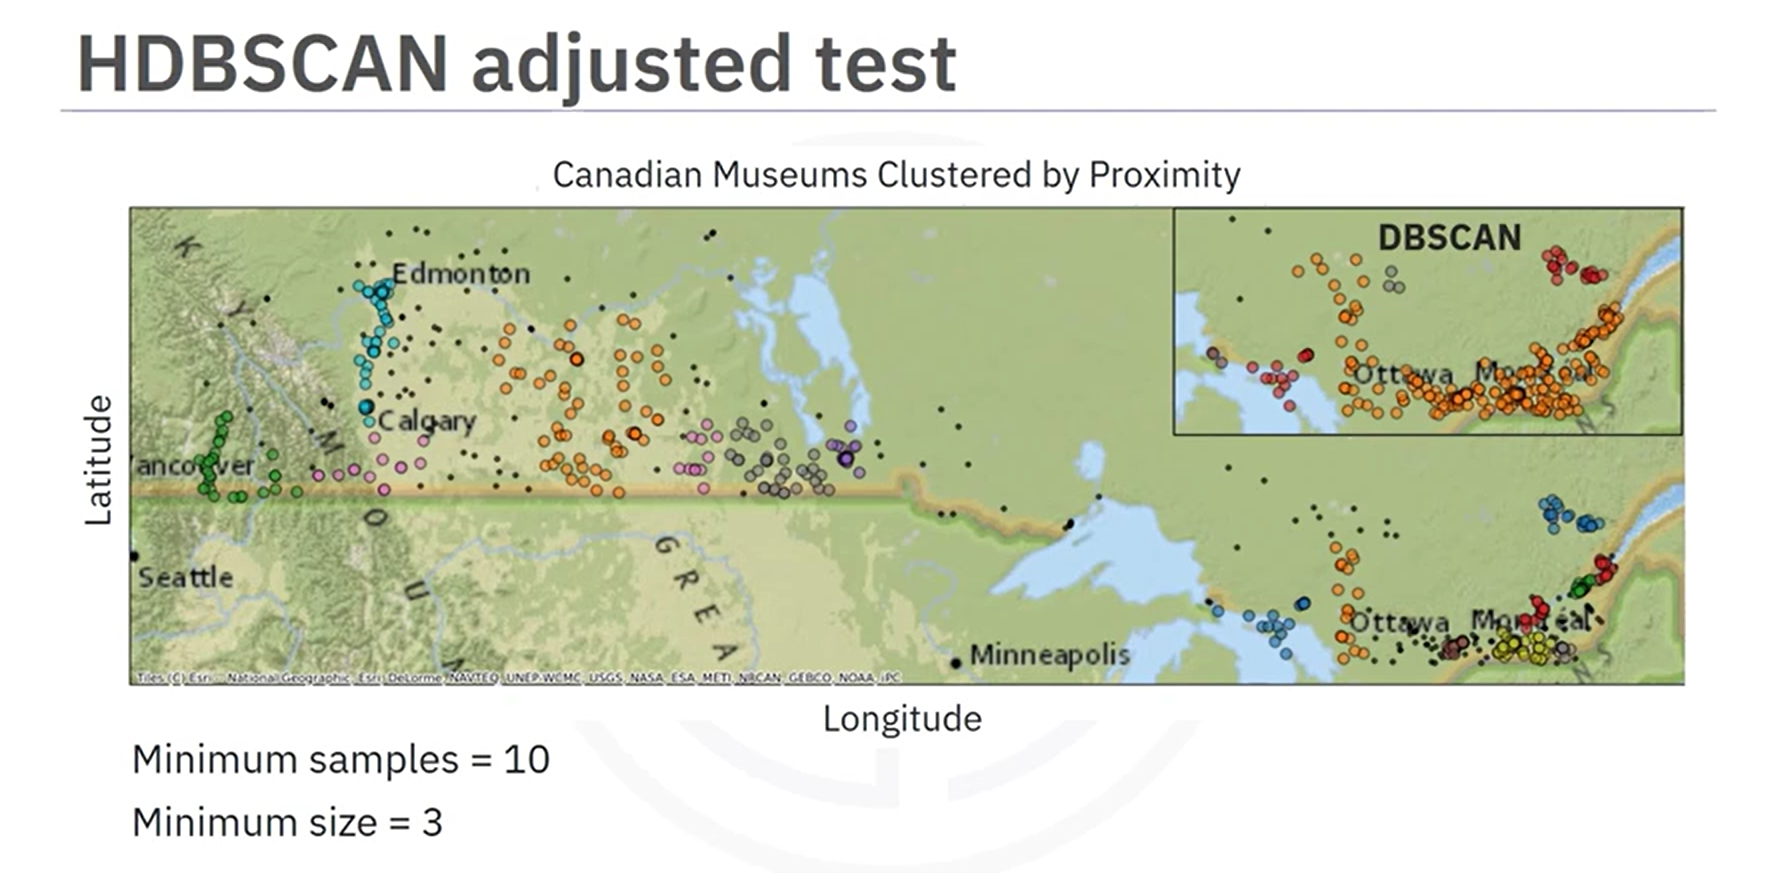 HDBSCAN adjusted test
Canadian Museums Clustered by Proximity
DBSCAN
Ottawa Montreal
K
Y
M
O
U
N
Edmonton
Calgary
ancouver
Seattle
G
R
E
A
Minneapolis
Ottawa Montreal
N
S
Tiles (C) Esri -- National Geographic, Esri, DeLorme, NAVTEQ, UNEP-WCMC, USGS, NASA, ESA, METI, NRCAN, GEBCO, NOAA, iPC
Latitude
Longitude
Minimum samples = 10
Minimum size = 3